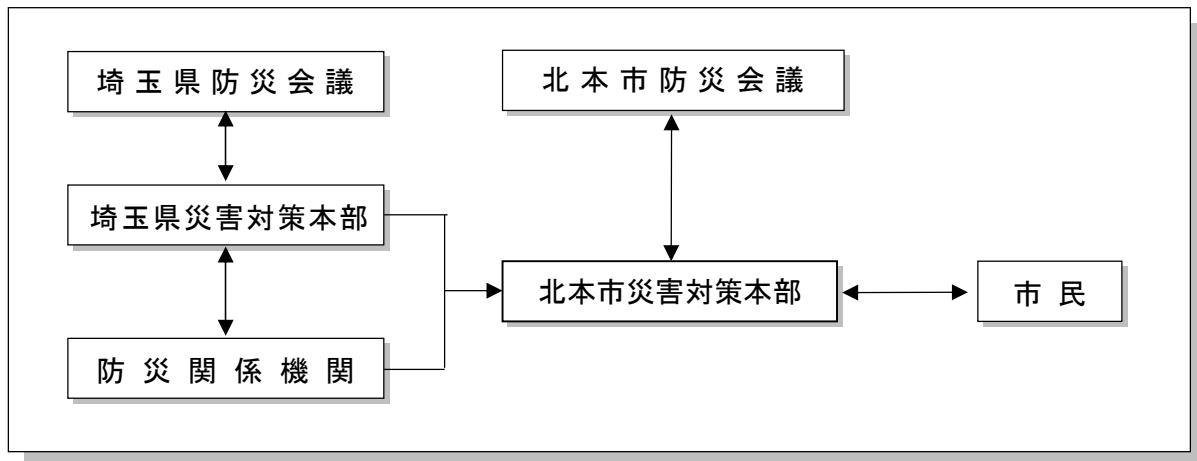 埼玉県防災会議
北本市防災会議
埼玉県災害対策本部
北本市災害対策本部
市民
防災関係機関